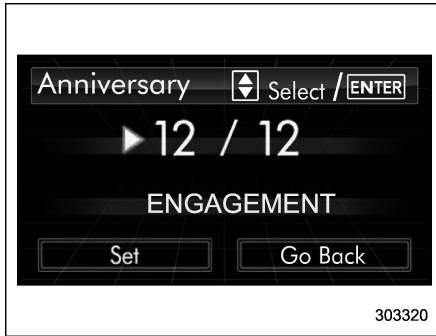 Anniversary Select / ENTER
12 / 12
ENGAGEMENT
Set Go Back
303320